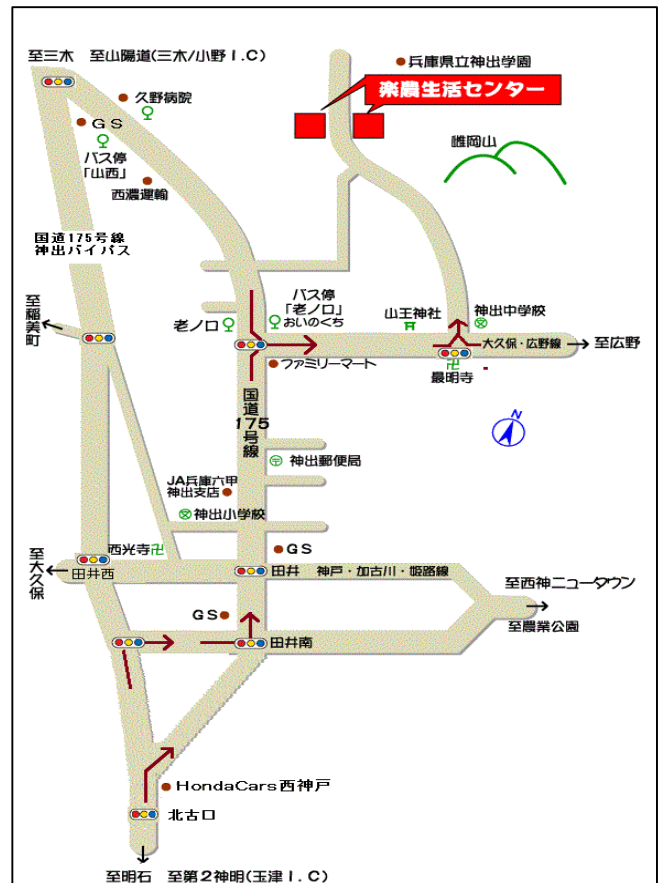 至三木 至山陽道(三木/小野I.C)
兵庫県立神出学園
楽農生活センター
久野病院
GS
バス停
「山西」
西濃運輸
雌岡山
国道175号線
神出バイパス
至稲美町
老ノ口
バス停
「老ノ口」
おいのくち
山王神社
神出中学校
大久保・広野線
至広野
ファミリーマート
最明寺
N
国道175号線
神出郵便局
JA兵庫六甲
神出支店
神出小学校
西光寺
GS
至大久保
田井西
田井 神戸・加古川・姫路線
至西神ニュータウン
至農業公園
GS
田井南
HondaCars西神戸
北古口
至明石 至第2神明(玉津I.C)